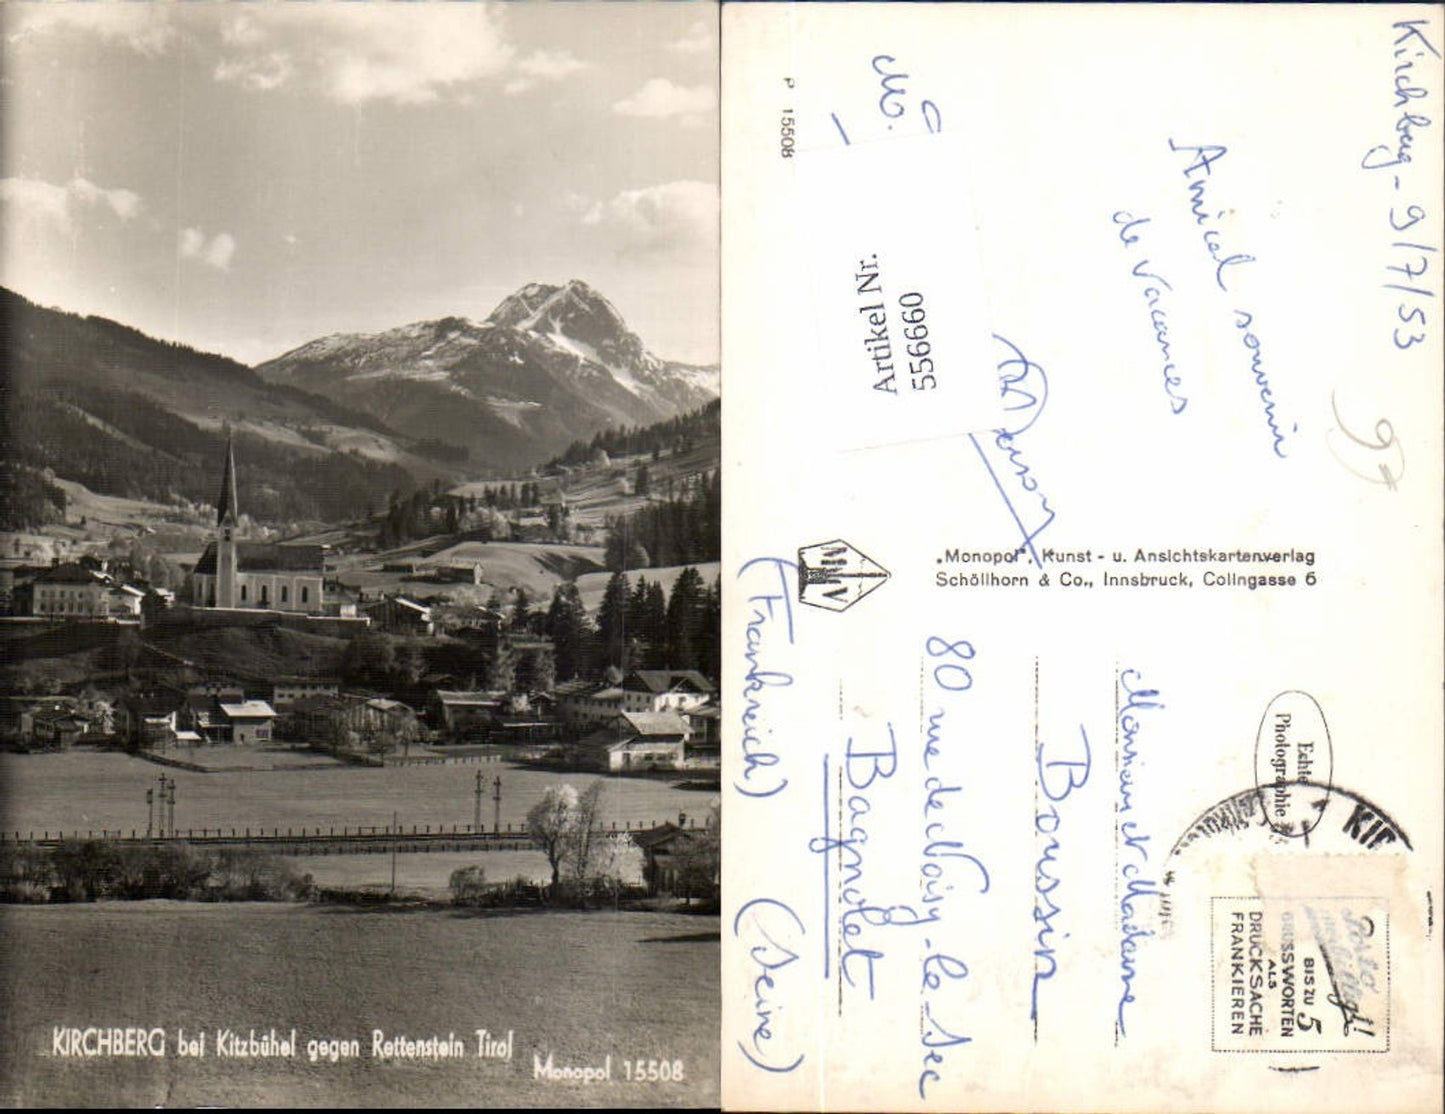 KIRCHBERG bei Kitzbühel gegen Rettenstein Tirol
Monopol 15508
Kirchberg - 9/7/53
Amical souvenir
de vacances
P 15508
Artikel Nr.
556660
„Monopol", Kunst - u. Ansichtskartenverlag
Schöllhorn & Co., Innsbruck, Colingasse 6
Echte
Photographie
KIR
BIS ZU 5
GRUSSWORTEN
ALS
DRUCKSACHE
FRANKIEREN
Monsieur et Madame
Boussin
80 rue de Noisy-le-Sec
Bagnolet
(Seine)
(Frankreich)